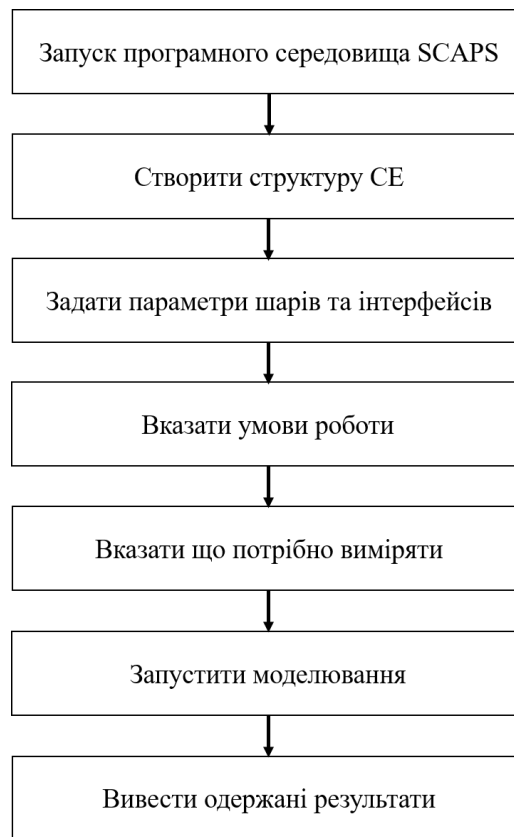 Запуск програмного середовища SCAPS
Створити структуру СЕ
Задати параметри шарів та інтерфейсів
Вказати умови роботи
Вказати що потрібно виміряти
Запустити моделювання
Вивести одержані результати